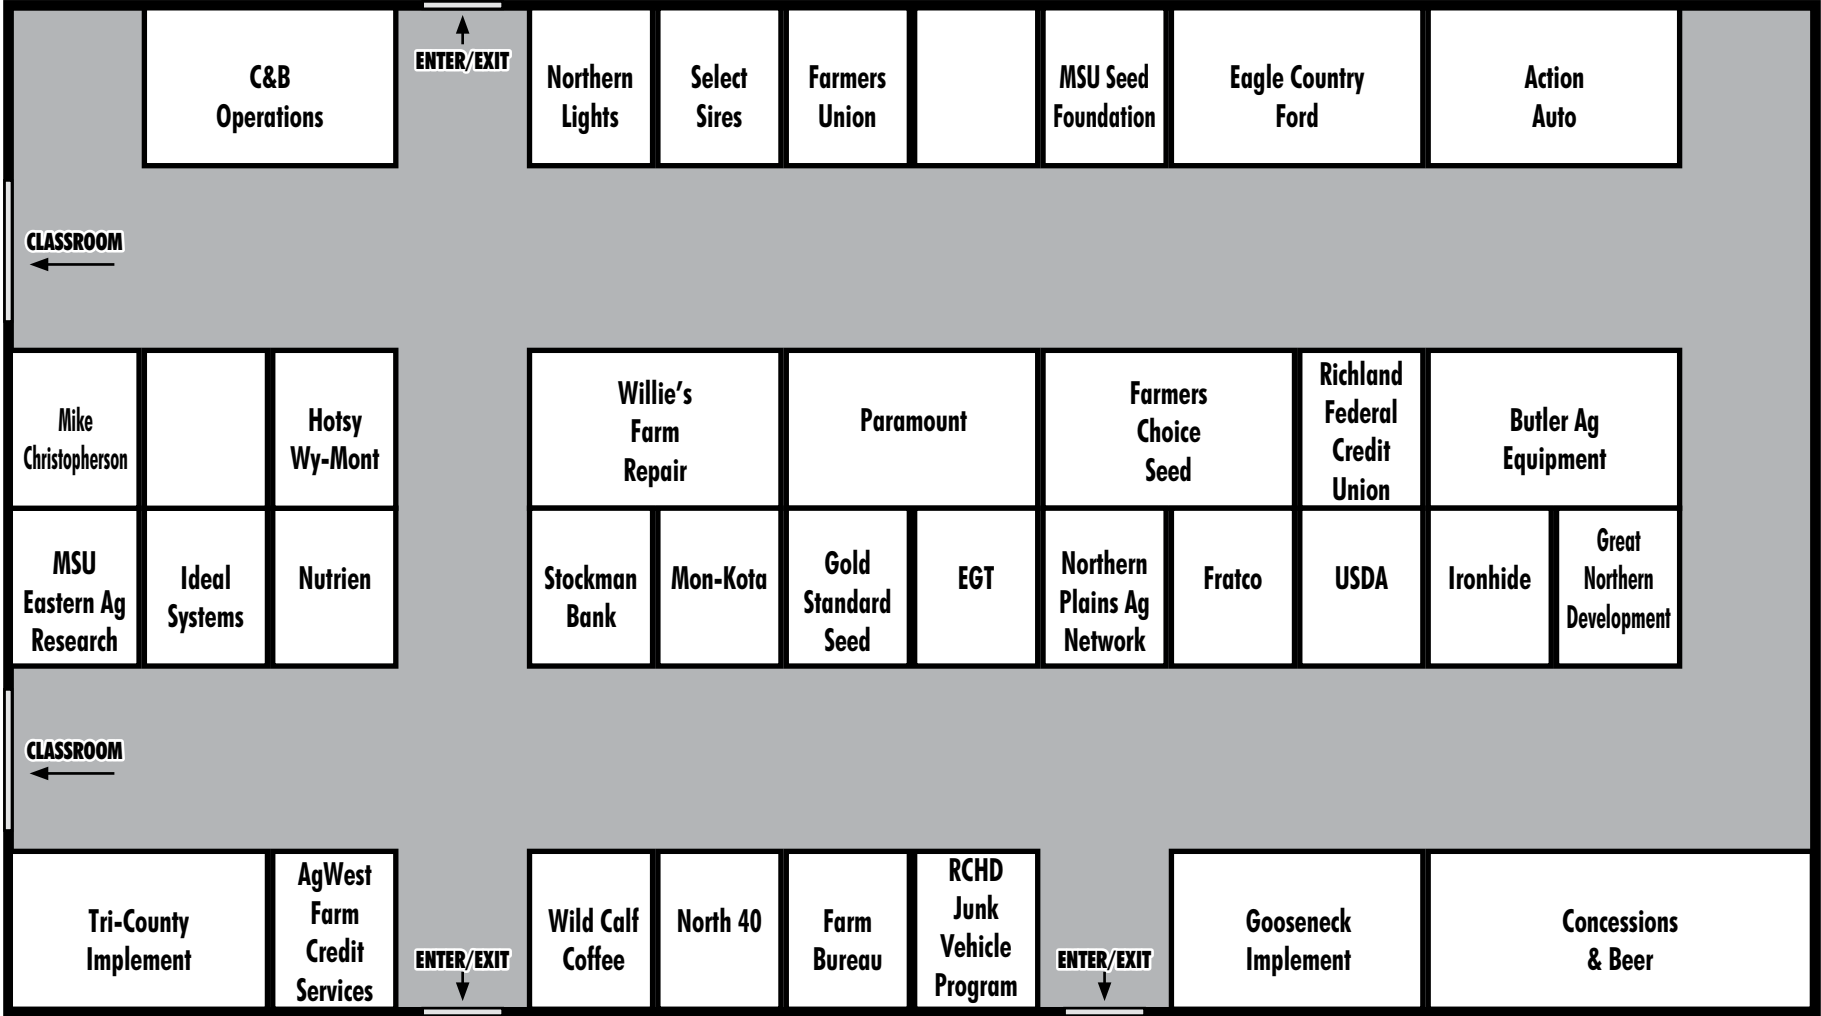 C&B
Operations
ENTER/EXIT
Northern
Lights
Select
Sires
Farmers
Union
MSU Seed
Foundation
Eagle Country
Ford
Action
Auto
CLASSROOM
Mike
Christopherson
Hotsy
Wy-Mont
Willie’s
Farm
Repair
Paramount
Farmers
Choice
Seed
Richland
Federal
Credit
Union
Butler Ag
Equipment
MSU
Eastern Ag
Research
Ideal
Systems
Nutrien
Stockman
Bank
Mon-Kota
Gold
Standard
Seed
EGT
Northern
Plains Ag
Network
Fratco
USDA
Ironhide
Great
Northern
Development
CLASSROOM
Tri-County
Implement
AgWest
Farm
Credit
Services
ENTER/EXIT
Wild Calf
Coffee
North 40
Farm
Bureau
RCHD
Junk
Vehicle
Program
ENTER/EXIT
Gooseneck
Implement
Concessions
& Beer